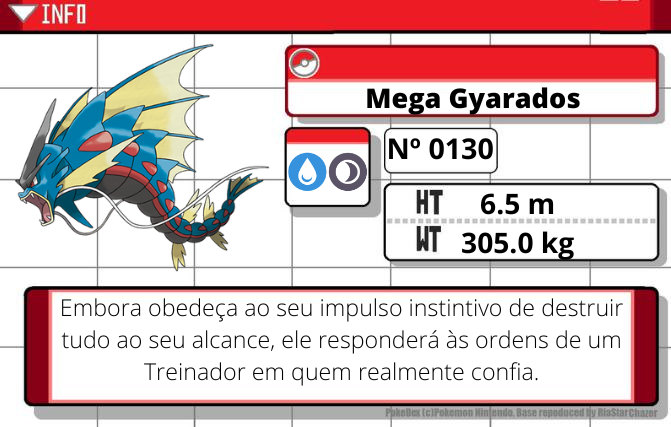 INFO
Mega Gyarados
Nº 0130
HT 6.5 m
WT 305.0 kg
Embora obedeça ao seu impulso instintivo de destruir
tudo ao seu alcance, ele responderá às ordens de um
Treinador em quem realmente confia.
PokeDex (c)Pokemon Nintendo. Base repoduced by RiaStarChazer